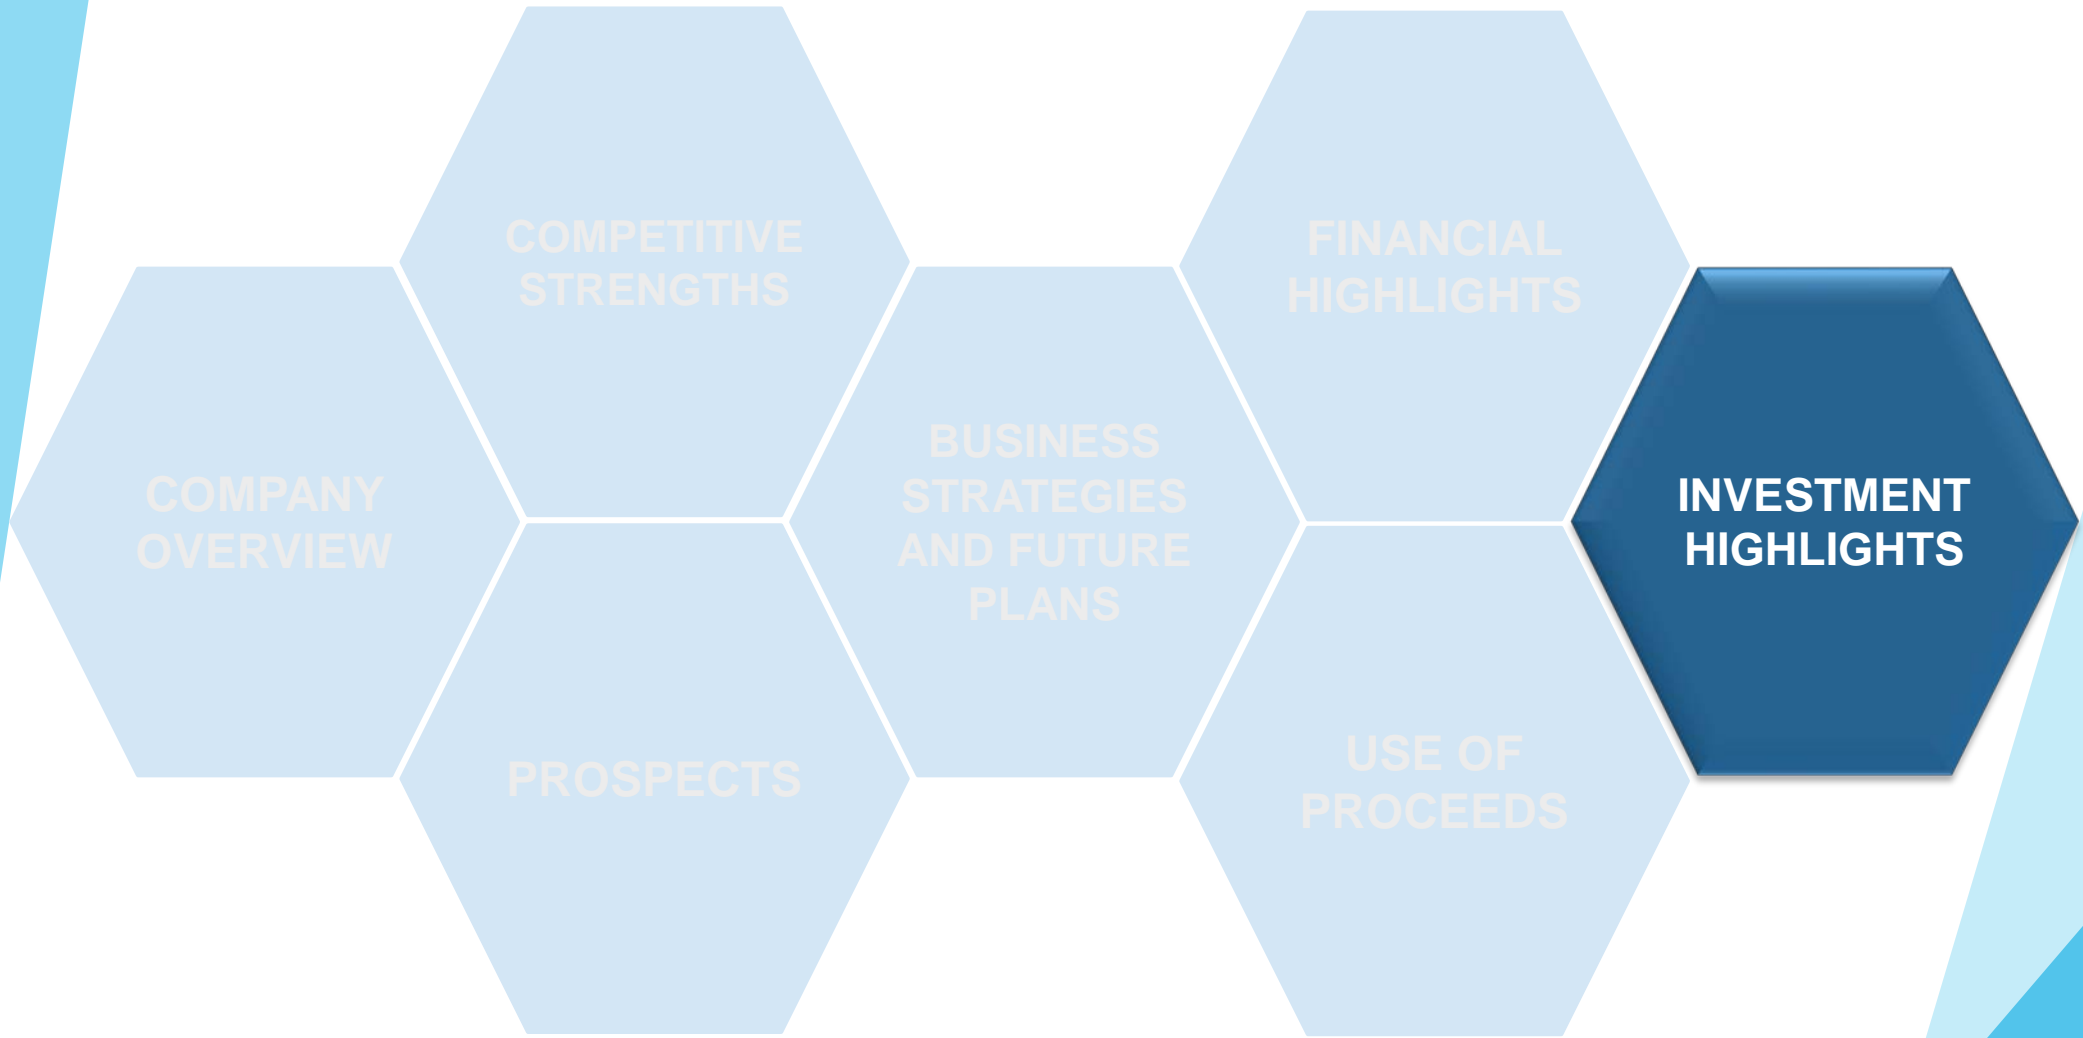 COMPETITIVE
STRENGTHS
FINANCIAL
HIGHLIGHTS
COMPANY
OVERVIEW
BUSINESS
STRATEGIES
AND FUTURE
PLANS
INVESTMENT
HIGHLIGHTS
PROSPECTS
USE OF
PROCEEDS